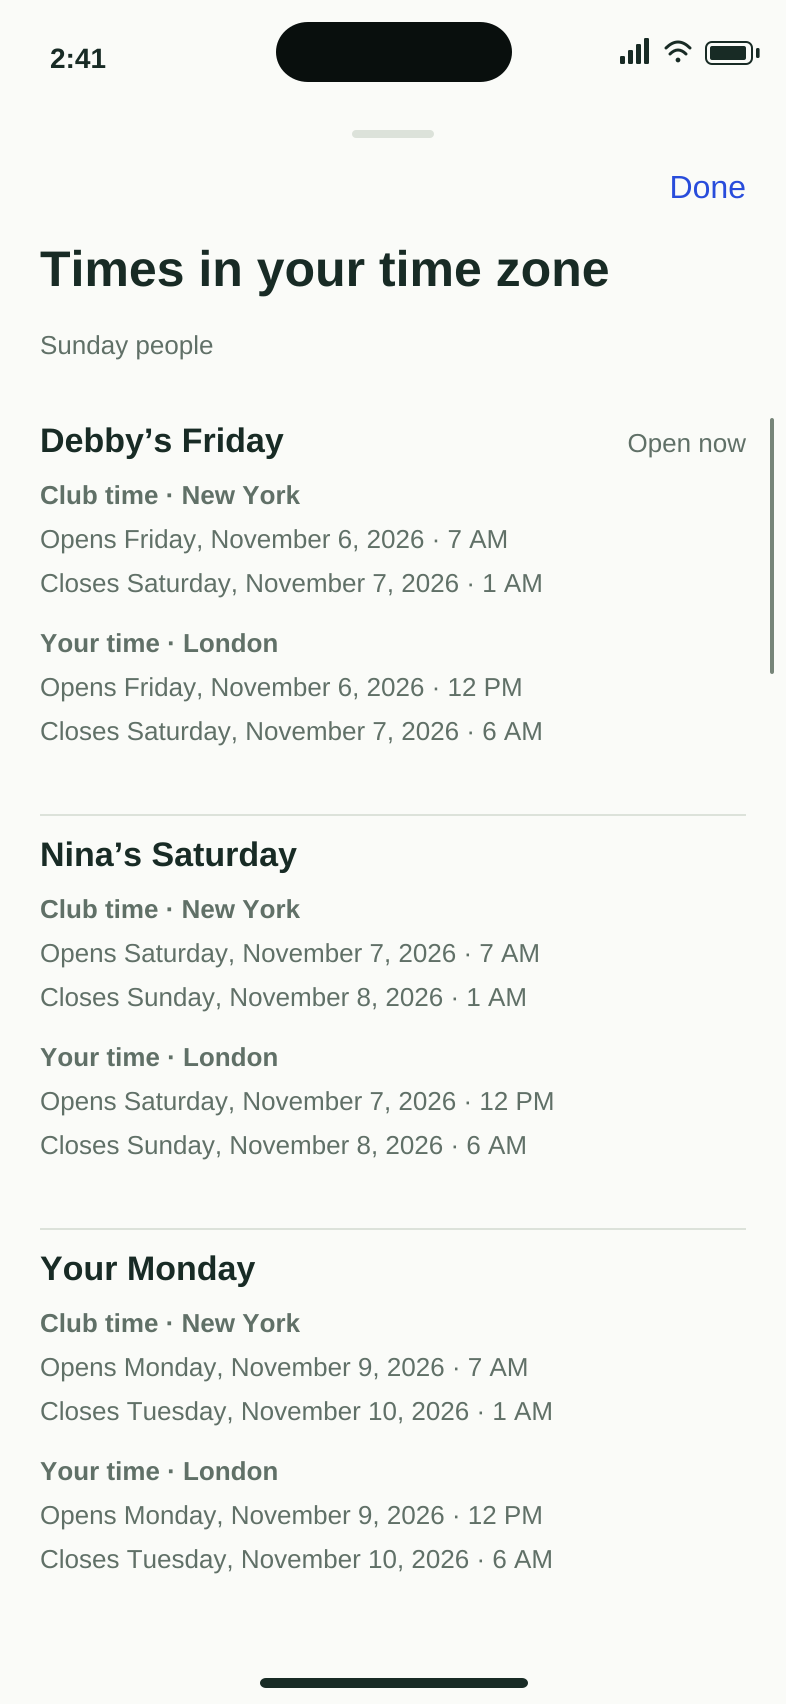 2:41
Done
Times in your time zone
Sunday people
Debby’s Friday
Open now
Club time · New York
Opens Friday, November 6, 2026 · 7 AM
Closes Saturday, November 7, 2026 · 1 AM
Your time · London
Opens Friday, November 6, 2026 · 12 PM
Closes Saturday, November 7, 2026 · 6 AM
Nina’s Saturday
Club time · New York
Opens Saturday, November 7, 2026 · 7 AM
Closes Sunday, November 8, 2026 · 1 AM
Your time · London
Opens Saturday, November 7, 2026 · 12 PM
Closes Sunday, November 8, 2026 · 6 AM
Your Monday
Club time · New York
Opens Monday, November 9, 2026 · 7 AM
Closes Tuesday, November 10, 2026 · 1 AM
Your time · London
Opens Monday, November 9, 2026 · 12 PM
Closes Tuesday, November 10, 2026 · 6 AM